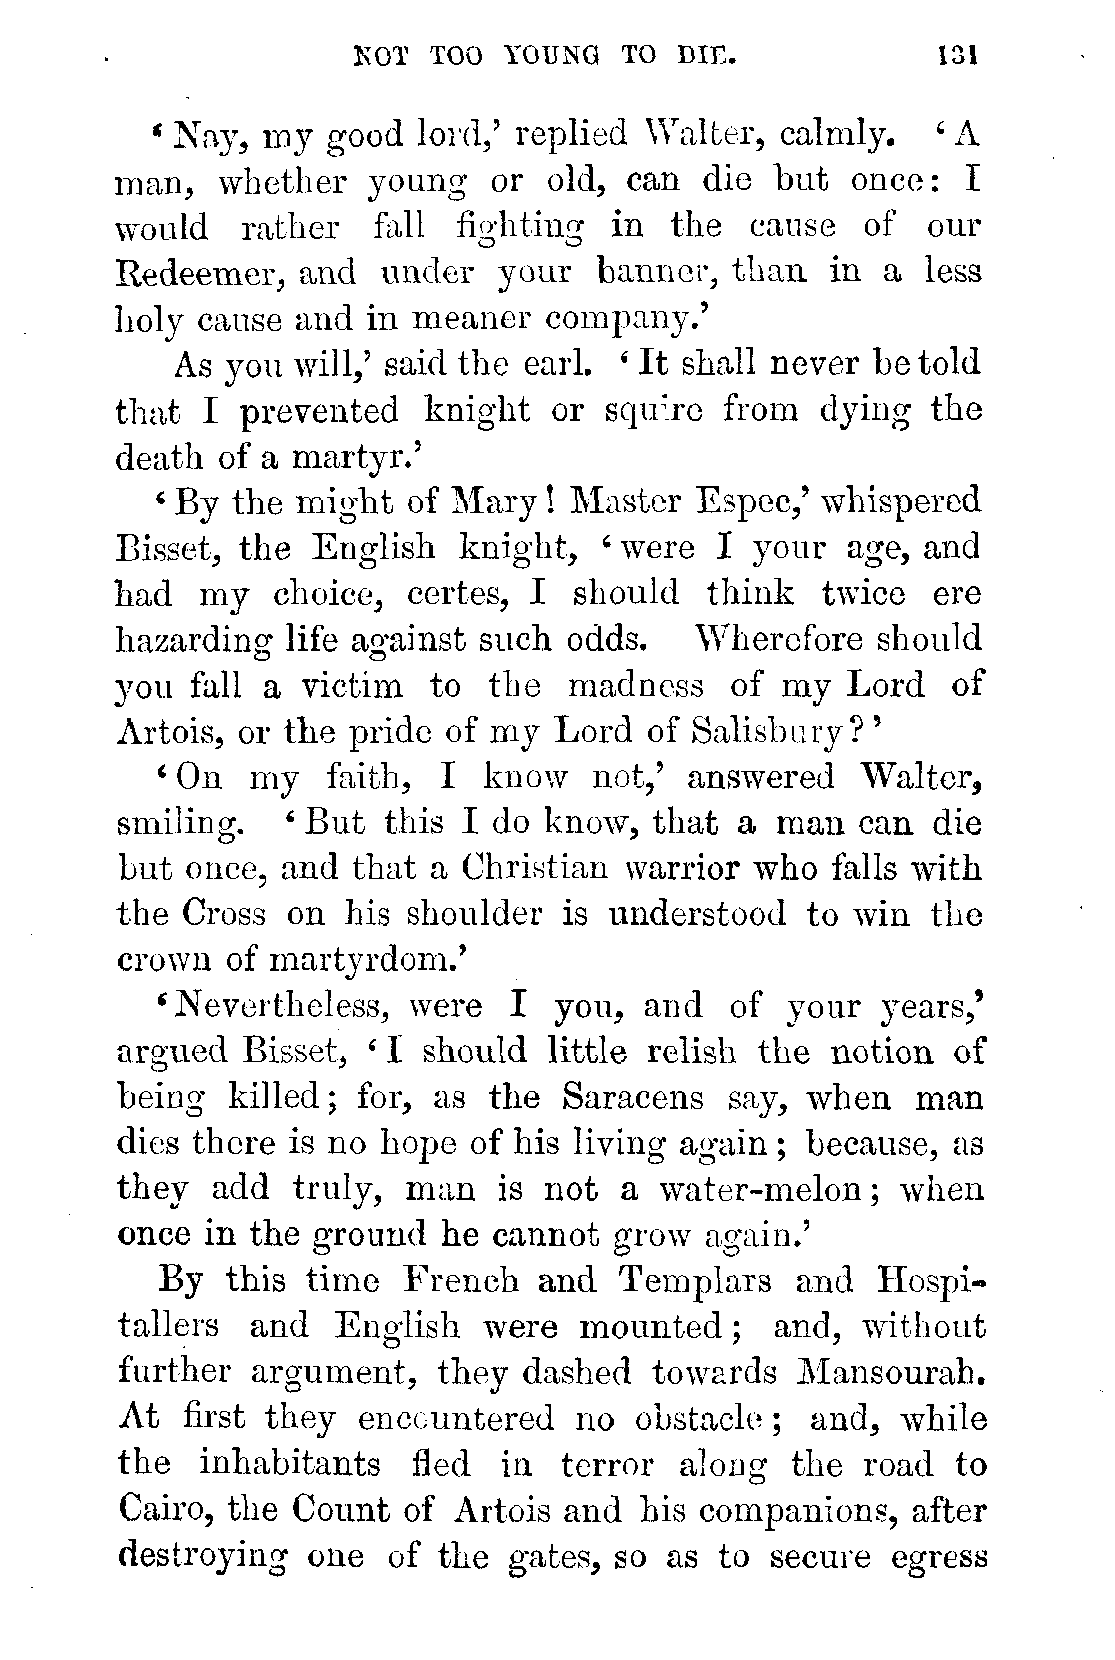 NOT TOO YOUNG TO DIE. 131
‘Nay, my good lord,’ replied Walter, calmly. ‘A
man, whether young or old, can die but once: I
would rather fall fighting in the cause of our
Redeemer, and under your banner, than in a less
holy cause and in meaner company.’
As you will,’ said the earl. ‘It shall never be told
that I prevented knight or squire from dying the
death of a martyr.’
‘By the might of Mary! Master Espec,’ whispered
Bisset, the English knight, ‘were I your age, and
had my choice, certes, I should think twice ere
hazarding life against such odds. Wherefore should
you fall a victim to the madness of my Lord of
Artois, or the pride of my Lord of Salisbury?’
‘On my faith, I know not,’ answered Walter,
smiling. ‘But this I do know, that a man can die
but once, and that a Christian warrior who falls with
the Cross on his shoulder is understood to win the
crown of martyrdom.’
‘Nevertheless, were I you, and of your years,’
argued Bisset, ‘I should little relish the notion of
being killed; for, as the Saracens say, when man
dies there is no hope of his living again; because, as
they add truly, man is not a water-melon; when
once in the ground he cannot grow again.’
By this time French and Templars and Hospi-
tallers and English were mounted; and, without
further argument, they dashed towards Mansourah.
At first they encountered no obstacle; and, while
the inhabitants fled in terror along the road to
Cairo, the Count of Artois and his companions, after
destroying one of the gates, so as to secure egress